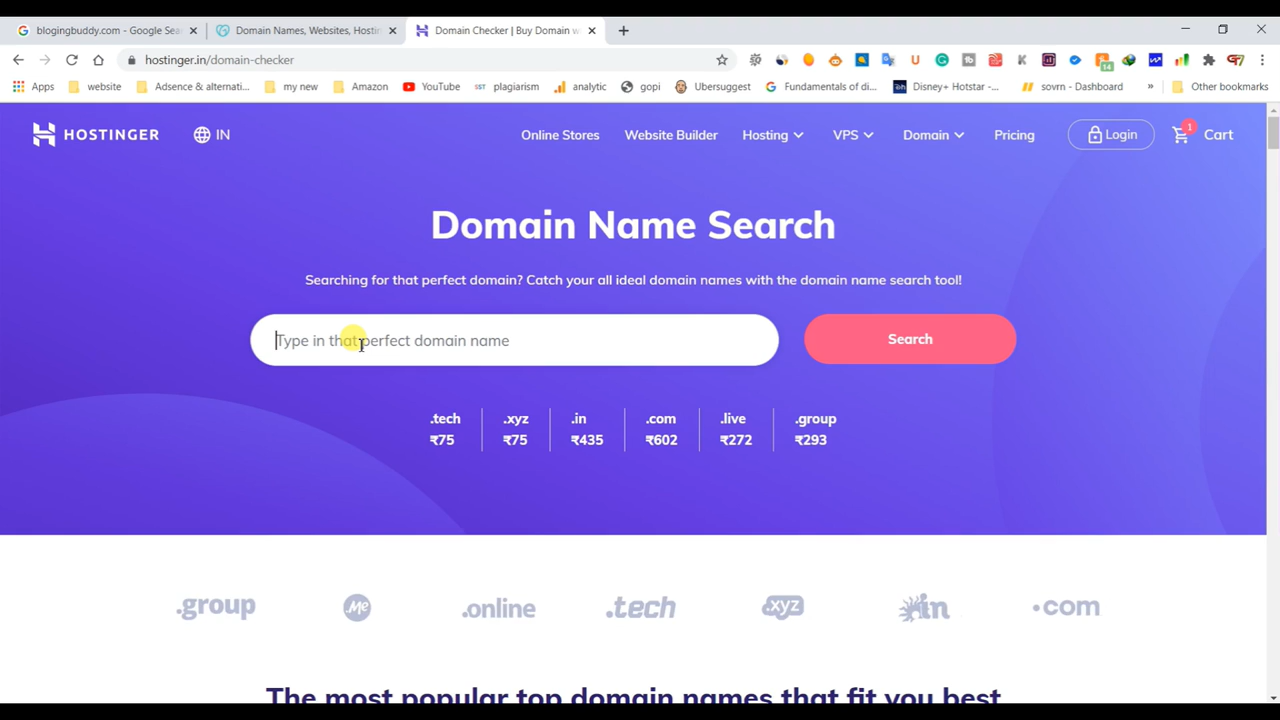 blogingbuddy.com - Google Sea
Domain Names, Websites, Hostin
Domain Checker | Buy Domain w
hostinger.in/domain-checker
14
Apps
website
Adsence & alternati...
my new
Amazon
YouTube
SST
plagiarism
analytic
gopi
Ubersuggest
Fundamentals of di...
Disney+ Hotstar -...
sovrn - Dashboard
»
Other bookmarks
HOSTINGER
IN
Online Stores
Website Builder
Hosting
VPS
Domain
Pricing
Login
1
Cart
Domain Name Search
Searching for that perfect domain? Catch your all ideal domain names with the domain name search tool!
Type in that perfect domain name
Search
.tech .xyz .in .com .live .group
₹75 ₹75 ₹435 ₹602 ₹272 ₹293
.group Me .online .tech .xyz in .com
The most popular top domain names that fit you best